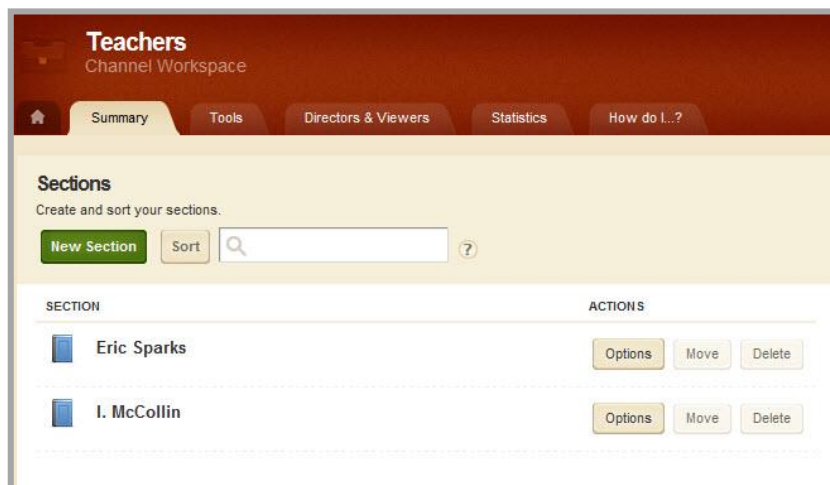 Teachers
Channel Workspace
Summary Tools Directors & Viewers Statistics How do I...?
Sections
Create and sort your sections.
New Section Sort ?
SECTION ACTIONS
Eric Sparks Options Move Delete
I. McCollin Options Move Delete